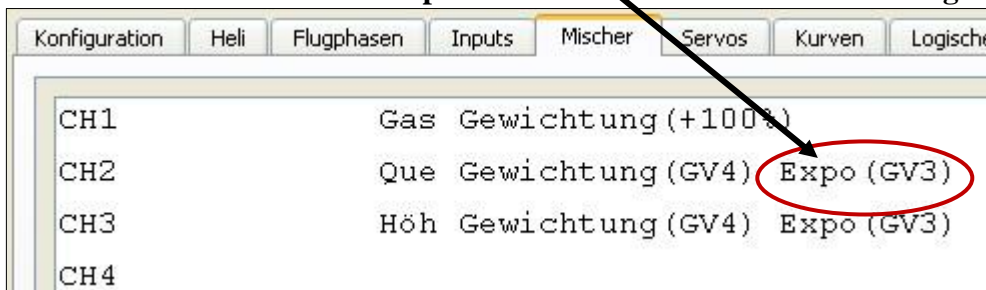 Konfiguration Heli Flugphasen Inputs Mischer Servos Kurven Logische
CH1 Gas Gewichtung(+100%)
CH2 Que Gewichtung(GV4) Expo(GV3)
CH3 Höh Gewichtung(GV4) Expo(GV3)
CH4